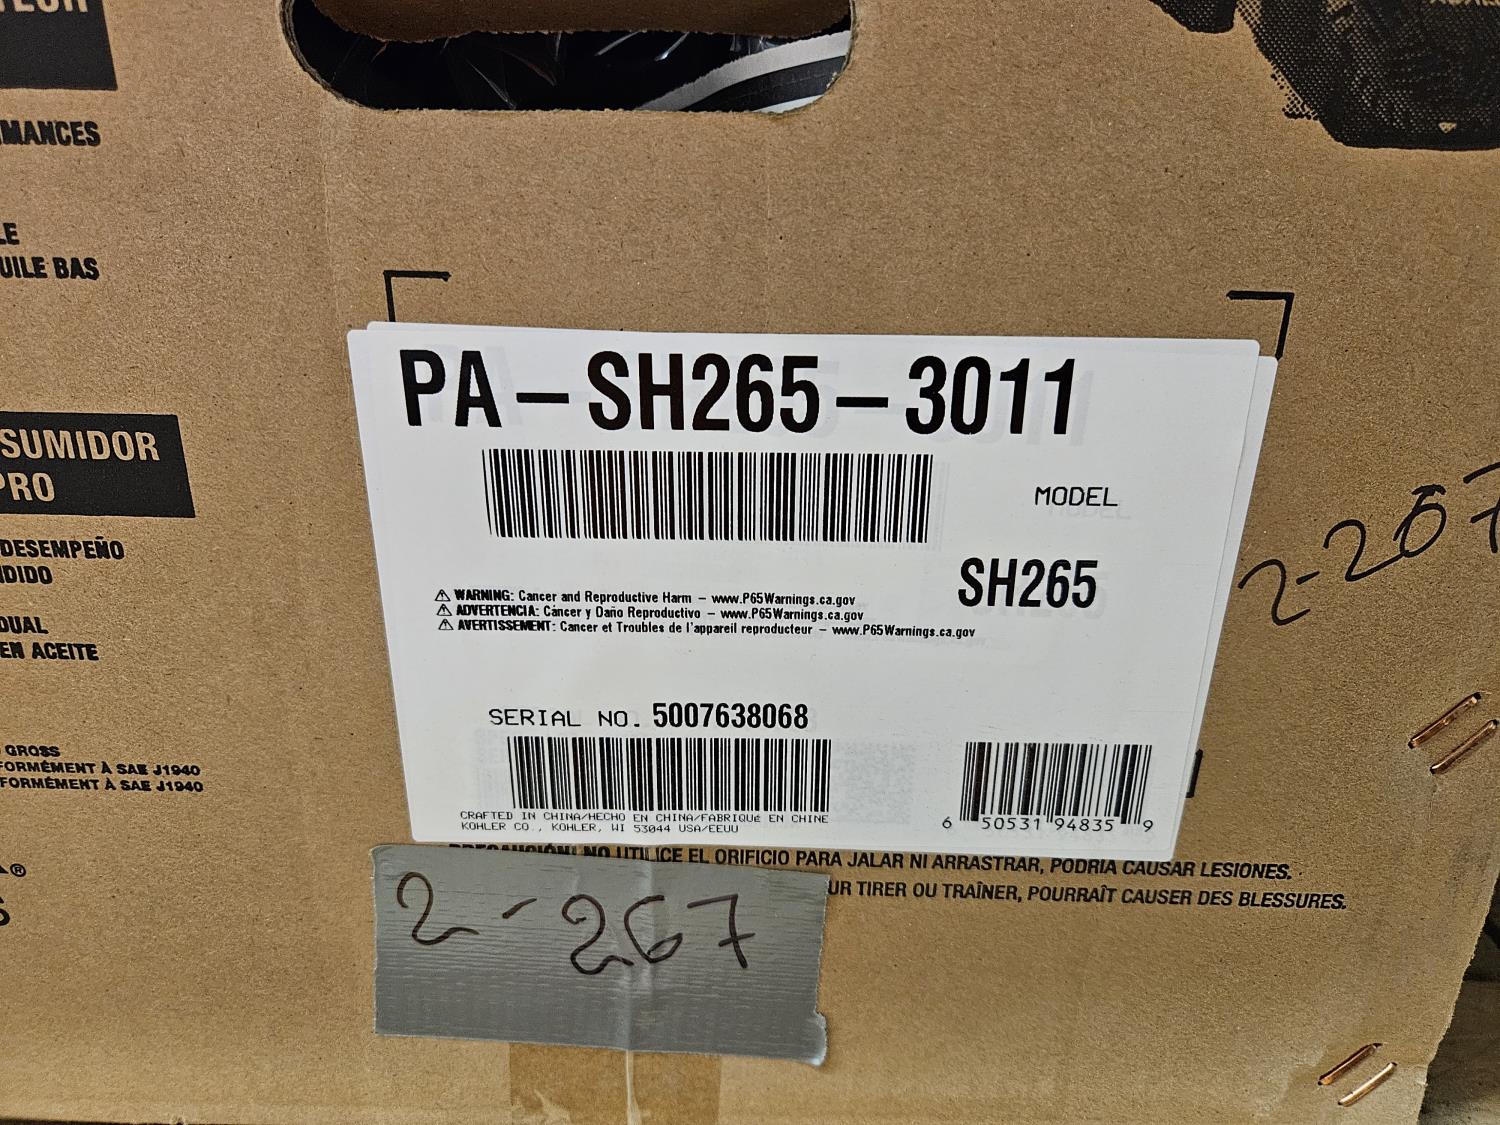 MANCES
UILE BAS
SUMIDOR
PRO
DESEMPEÑO
DIDO
DUAL
EN ACEITE
GROSS
FORMÉMENT À SAE J1940
FORMÉMENT À SAE J1940
PA-SH265-3011
MODEL
SH265
⚠ WARNING: Cancer and Reproductive Harm – www.P65Warnings.ca.gov
⚠ ADVERTENCIA: Cáncer y Daño Reproductivo – www.P65Warnings.ca.gov
⚠ AVERTISSEMENT: Cancer et Troubles de l'appareil reproducteur – www.P65Warnings.ca.gov
SERIAL NO. 5007638068
CRAFTED IN CHINA/HECHO EN CHINA/FABRIQUé EN CHINE
KOHLER CO., KOHLER, WI 53044 USA/EEUU
6 50531 94835 9
PRECAUCIÓN! NO UTILICE EL ORIFICIO PARA JALAR NI ARRASTRAR, PODRIA CAUSAR LESIONES.
UR TIRER OU TRAÎNER, POURRAÎT CAUSER DES BLESSURES.
2-267
2-267